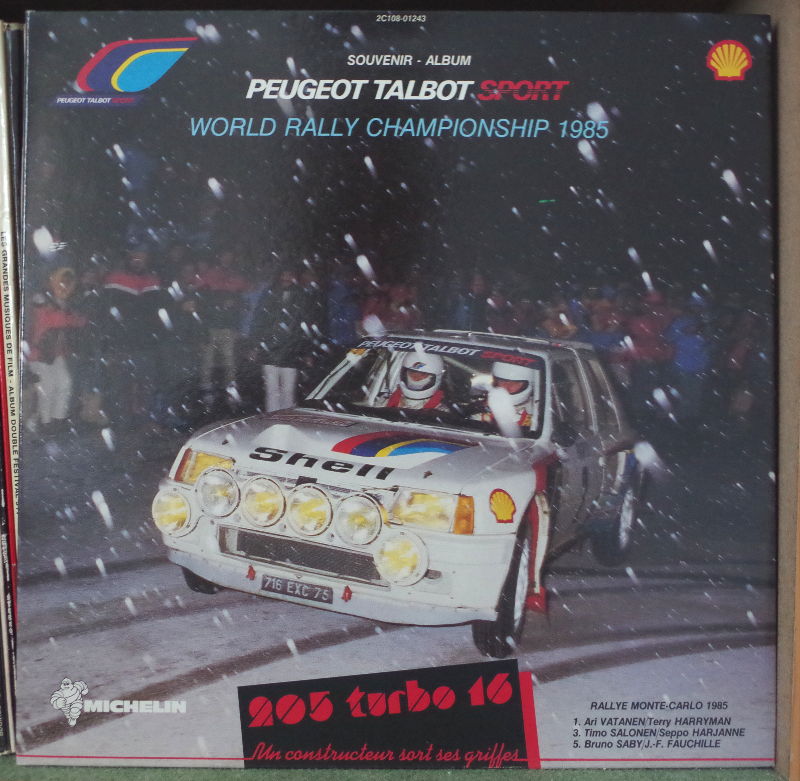 2C108-01243
SOUVENIR - ALBUM
PEUGEOT TALBOT SPORT
WORLD RALLY CHAMPIONSHIP 1985
PEUGEOT TALBOT SPORT
LES GRANDES MUSIQUES DE FILM - ALBUM DOUBLE FESTIVAL
PEUGEOT TALBOT SPORT
Shell
716 EXC 75
MICHELIN
205 turbo 16
Un constructeur sort ses griffes
RALLYE MONTE-CARLO 1985
1. Ari VATANEN/Terry HARRYMAN
3. Timo SALONEN/Seppo HARJANNE
5. Bruno SABY/J.-F. FAUCHILLE